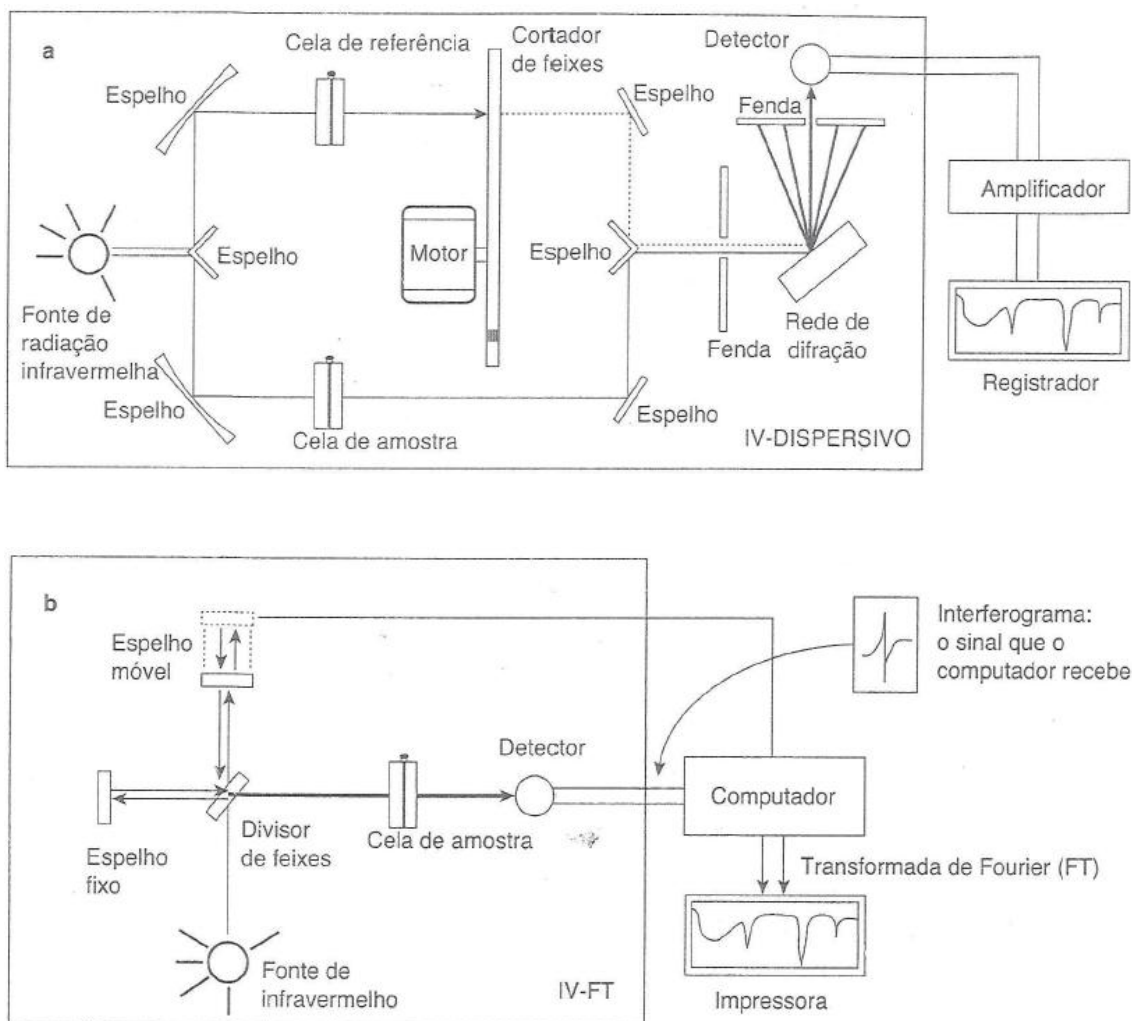 a
Cela de referência
Cortador
de feixes
Detector
Espelho
Espelho
Fenda
Amplificador
Motor
Espelho
Espelho
Fonte de
radiação
infravermelha
Rede de
difração
Fenda
Registrador
Espelho
Espelho
Cela de amostra
IV-DISPERSIVO
b
Espelho
móvel
Interferograma:
o sinal que o
computador recebe
Detector
Computador
Divisor
de feixes
Cela de amostra
Espelho
fixo
Transformada de Fourier (FT)
Fonte de
infravermelho
IV-FT
Impressora